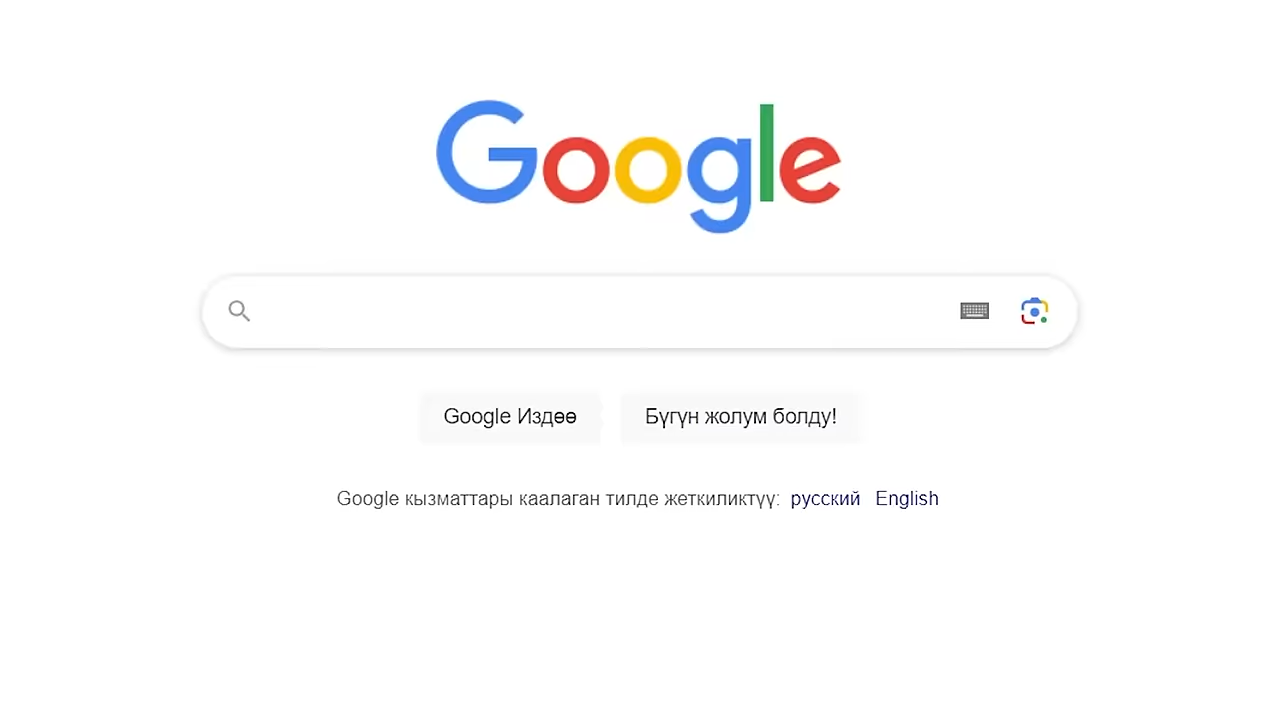 Google
Google Издөө
Бүгүн жолум болду!
Google кызматтары каалаган тилде жеткиликтүү: русский English